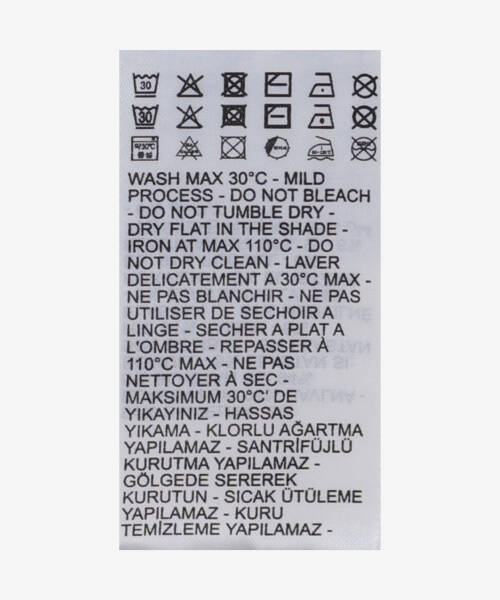 30
30
WASH MAX 30°C - MILD
PROCESS - DO NOT BLEACH
- DO NOT TUMBLE DRY -
DRY FLAT IN THE SHADE -
IRON AT MAX 110°C - DO
NOT DRY CLEAN - LAVER
DELICATEMENT A 30°C MAX -
NE PAS BLANCHIR - NE PAS
UTILISER DE SECHOIR A
LINGE - SECHER A PLAT A
L'OMBRE - REPASSER À
110°C MAX - NE PAS
NETTOYER À SEC -
MAKSIMUM 30°C' DE
YIKAYINIZ - HASSAS
YIKAMA - KLORLU AĞARTMA
YAPILAMAZ - SANTRİFÜJLÜ
KURUTMA YAPILAMAZ -
GÖLGEDE SEREREK
KURUTUN - SICAK ÜTÜLEME
YAPILAMAZ - KURU
TEMİZLEME YAPILAMAZ -